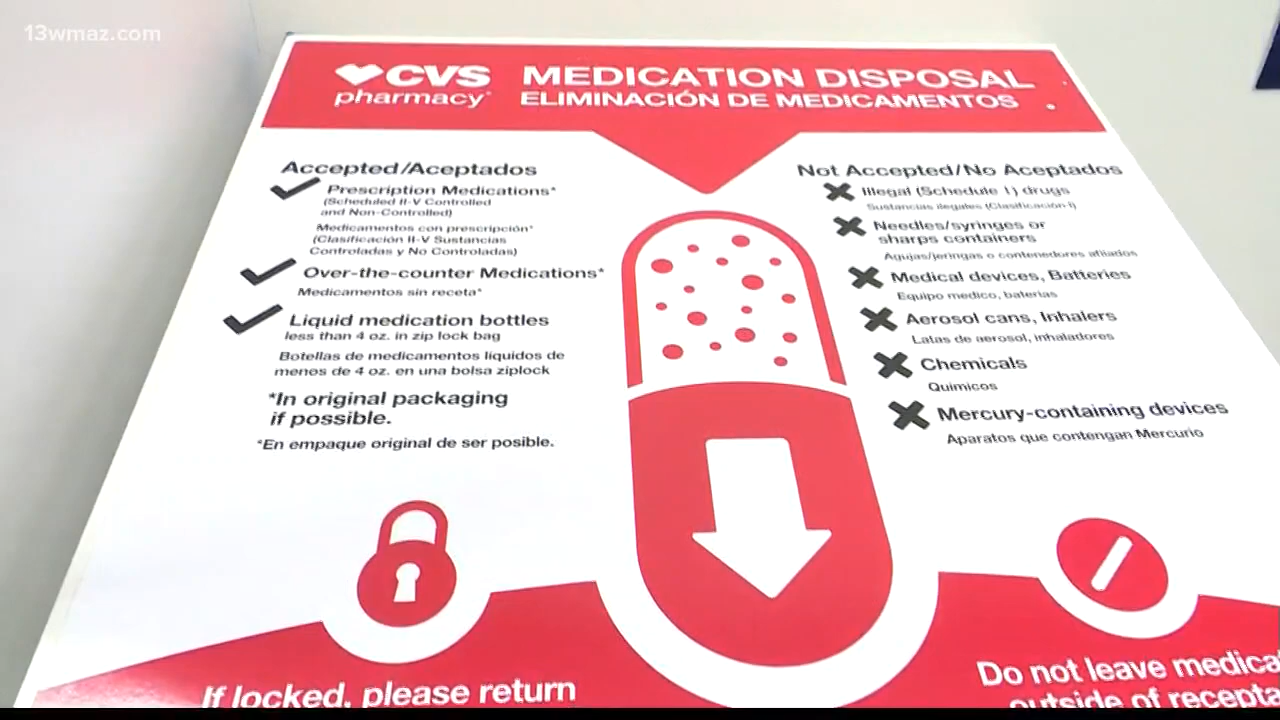 13wmaz.com
CVS pharmacy®
MEDICATION DISPOSAL
ELIMINACIÓN DE MEDICAMENTOS
Accepted/Aceptados
Prescription Medications*
(Scheduled II-V Controlled
and Non-Controlled)
Medicamentos con prescripción*
(Clasificación II-V Sustancias
Controladas y No Controladas)
Over-the-counter Medications*
Medicamentos sin receta*
Liquid medication bottles
less than 4 oz. in zip lock bag
Botellas de medicamentos líquidos de
menos de 4 oz. en una bolsa ziplock
*In original packaging
if possible.
*En empaque original de ser posible.
Not Accepted/No Aceptados
Illegal (Schedule 1) drugs
Sustancias ilegales (Clasificación-I)
Needles/syringes or
sharps containers
Agujas/jeringas o contenedores afilados
Medical devices, Batteries
Equipo medico, baterias
Aerosol cans, Inhalers
Latas de aerosol, inhaladores
Chemicals
Quimicos
Mercury-containing devices
Aparatos que contengan Mercurio
If locked, please return
Do not leave medica
outside of recepta